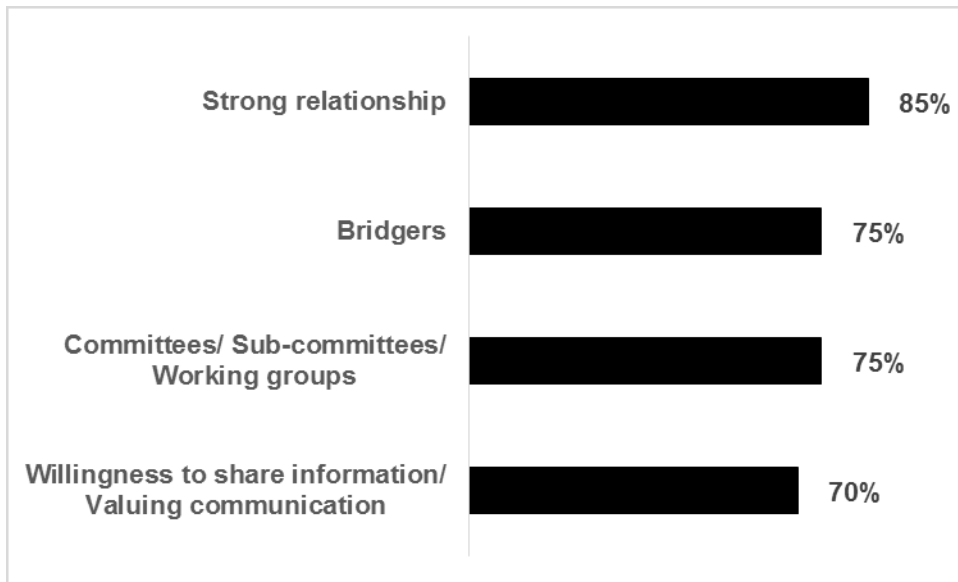 Strong relationship
85%
Bridgers
75%
Committees/ Sub-committees/
Working groups
75%
Willingness to share information/
Valuing communication
70%